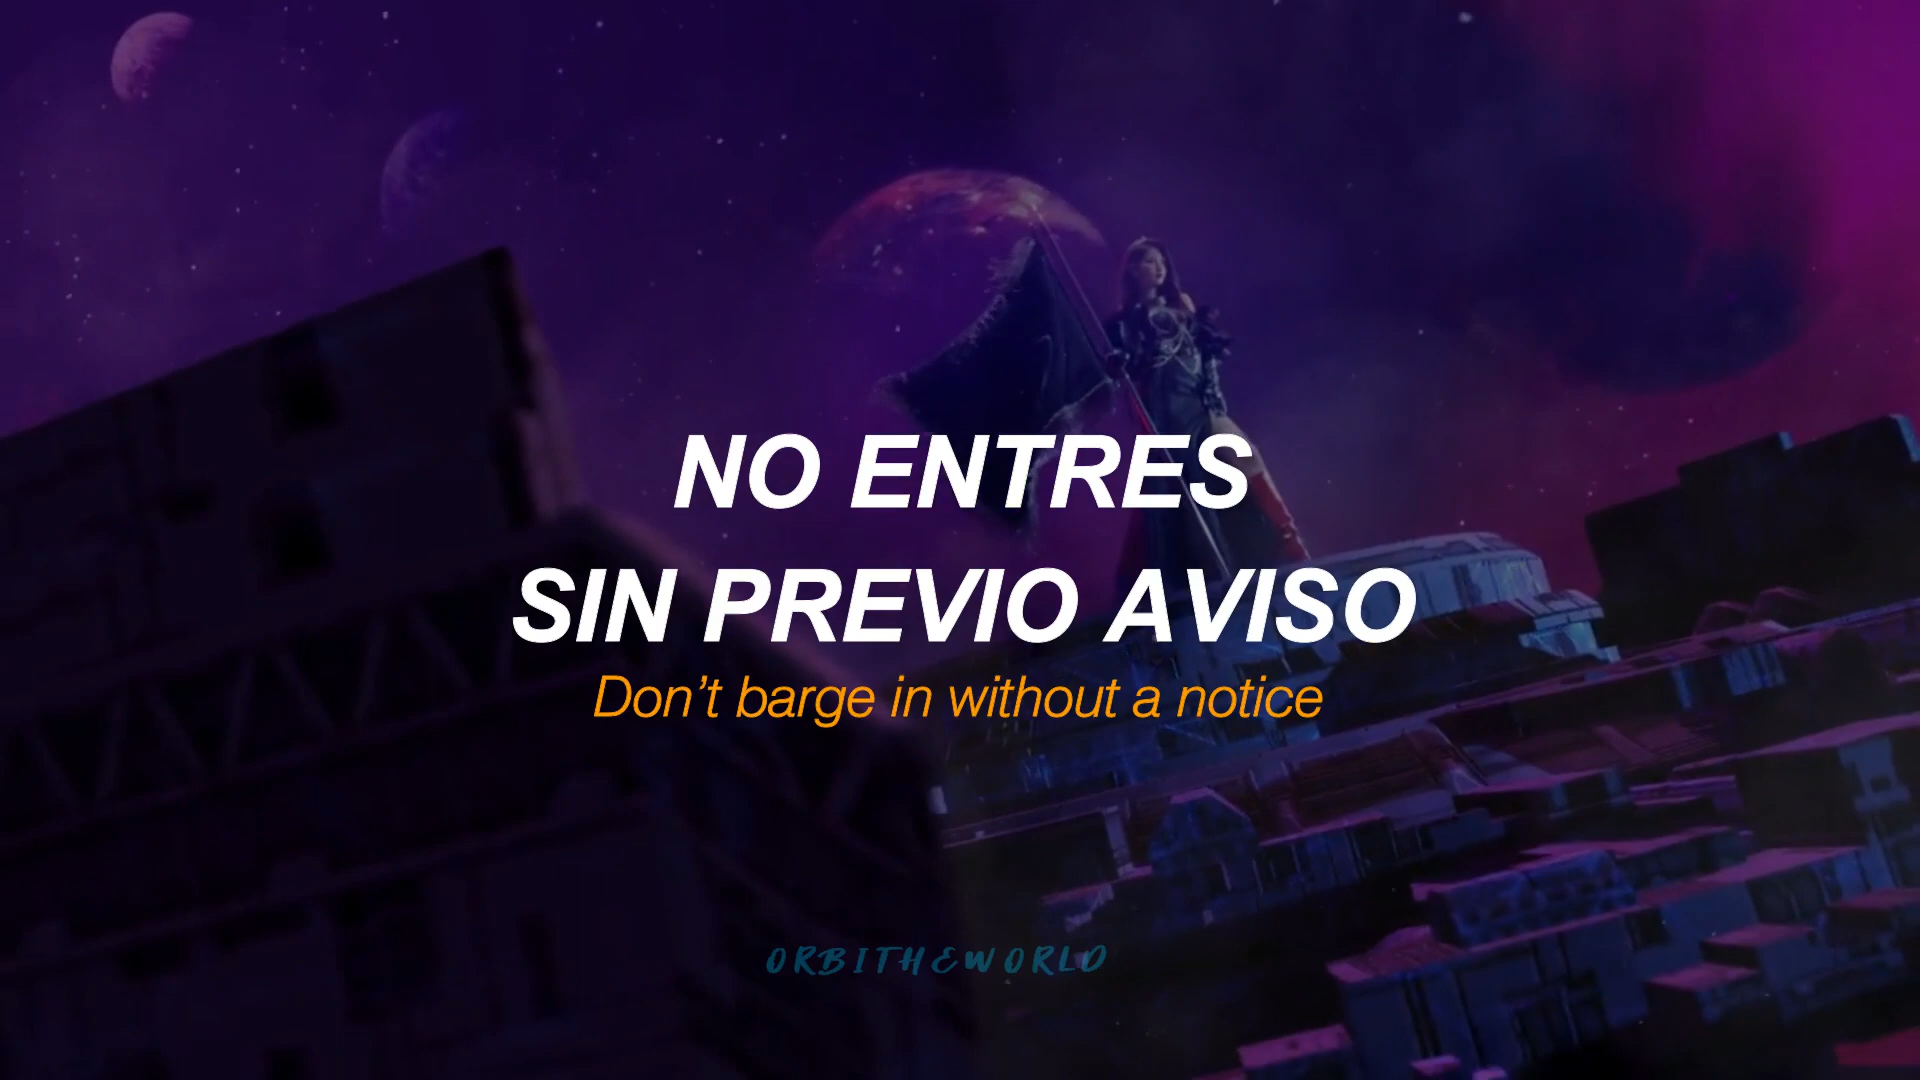 NO ENTRES
SIN PREVIO AVISO
Don't barge in without a notice
ORBITHEWORLD